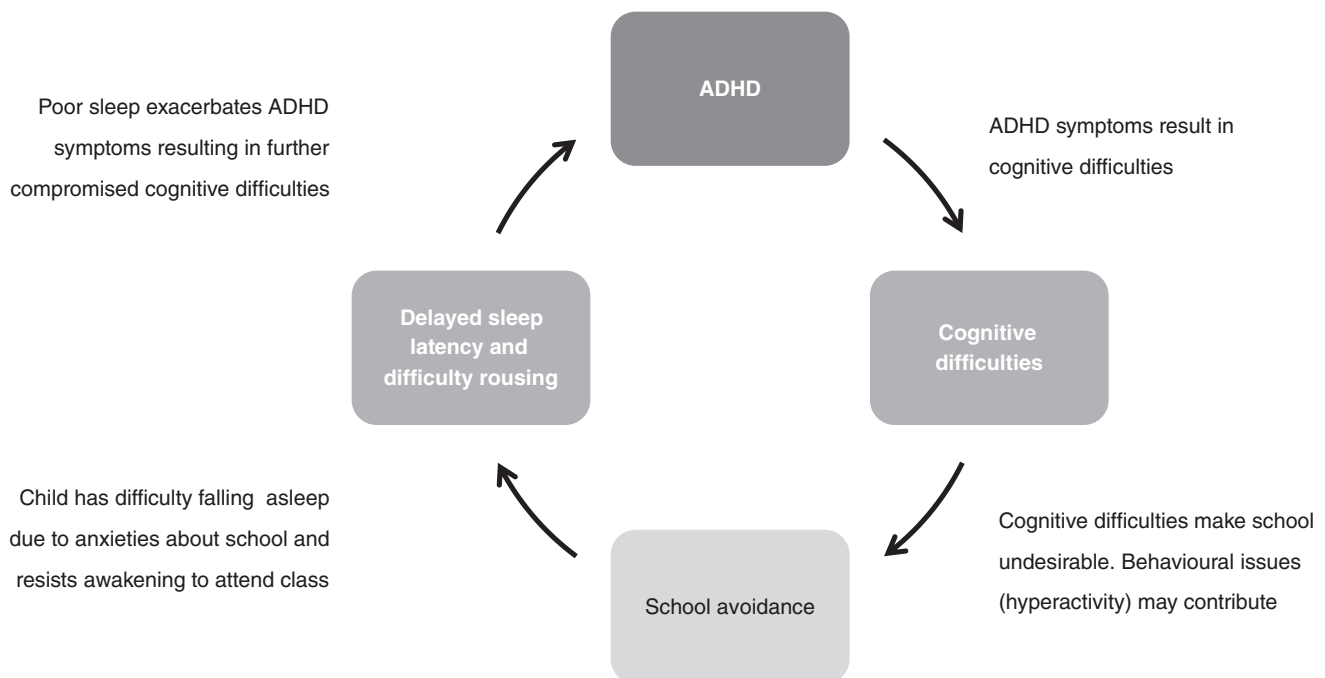 ADHD
ADHD symptoms result in
cognitive difficulties
Cognitive
difficulties
Cognitive difficulties make school
undesirable. Behavioural issues
(hyperactivity) may contribute
School avoidance
Child has difficulty falling asleep
due to anxieties about school and
resists awakening to attend class
Delayed sleep
latency and
difficulty rousing
Poor sleep exacerbates ADHD
symptoms resulting in further
compromised cognitive difficulties